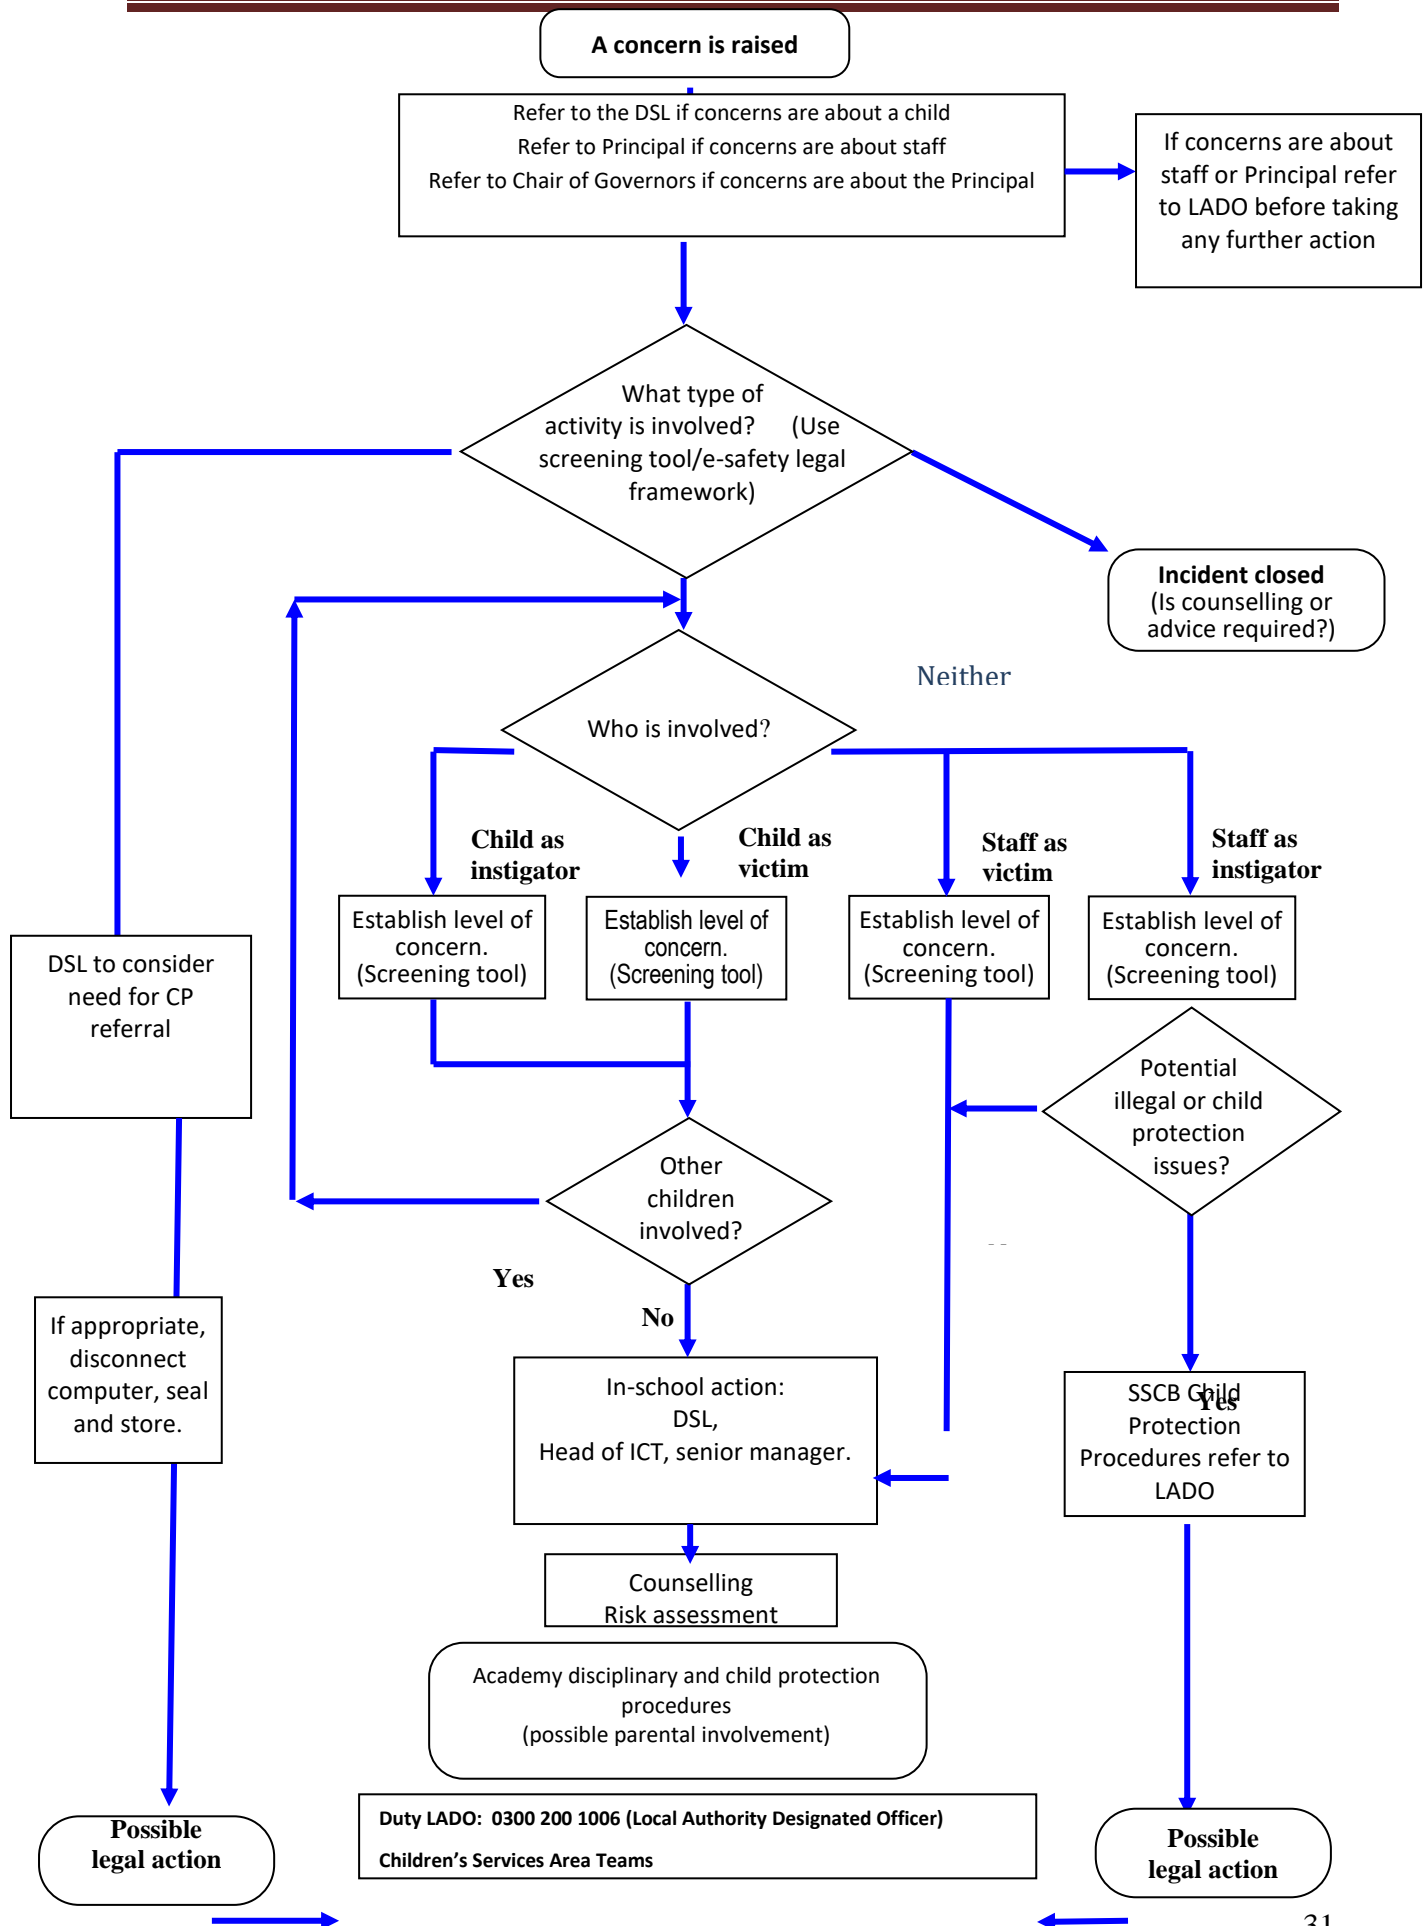 A concern is raised
Refer to the DSL if concerns are about a child
Refer to Principal if concerns are about staff
Refer to Chair of Governors if concerns are about the Principal
If concerns are about
staff or Principal refer
to LADO before taking
any further action
What type of
activity is involved? (Use
screening tool/e-safety legal
framework)
Incident closed
(Is counselling or
advice required?)
Neither
Who is involved?
Child as
instigator
Child as
victim
Staff as
victim
Staff as
instigator
Establish level of
concern.
(Screening tool)
Establish level of
concern.
(Screening tool)
Establish level of
concern.
(Screening tool)
Establish level of
concern.
(Screening tool)
DSL to consider
need for CP
referral
Potential
illegal or child
protection
issues?
Other
children
involved?
Yes
No
If appropriate,
disconnect
computer, seal
and store.
In-school action:
DSL,
Head of ICT, senior manager.
Yes
SSCB Child
Protection
Procedures refer to
LADO
Counselling
Risk assessment
Academy disciplinary and child protection
procedures
(possible parental involvement)
Duty LADO: 0300 200 1006 (Local Authority Designated Officer)
Children's Services Area Teams
Possible
legal action
Possible
legal action
31